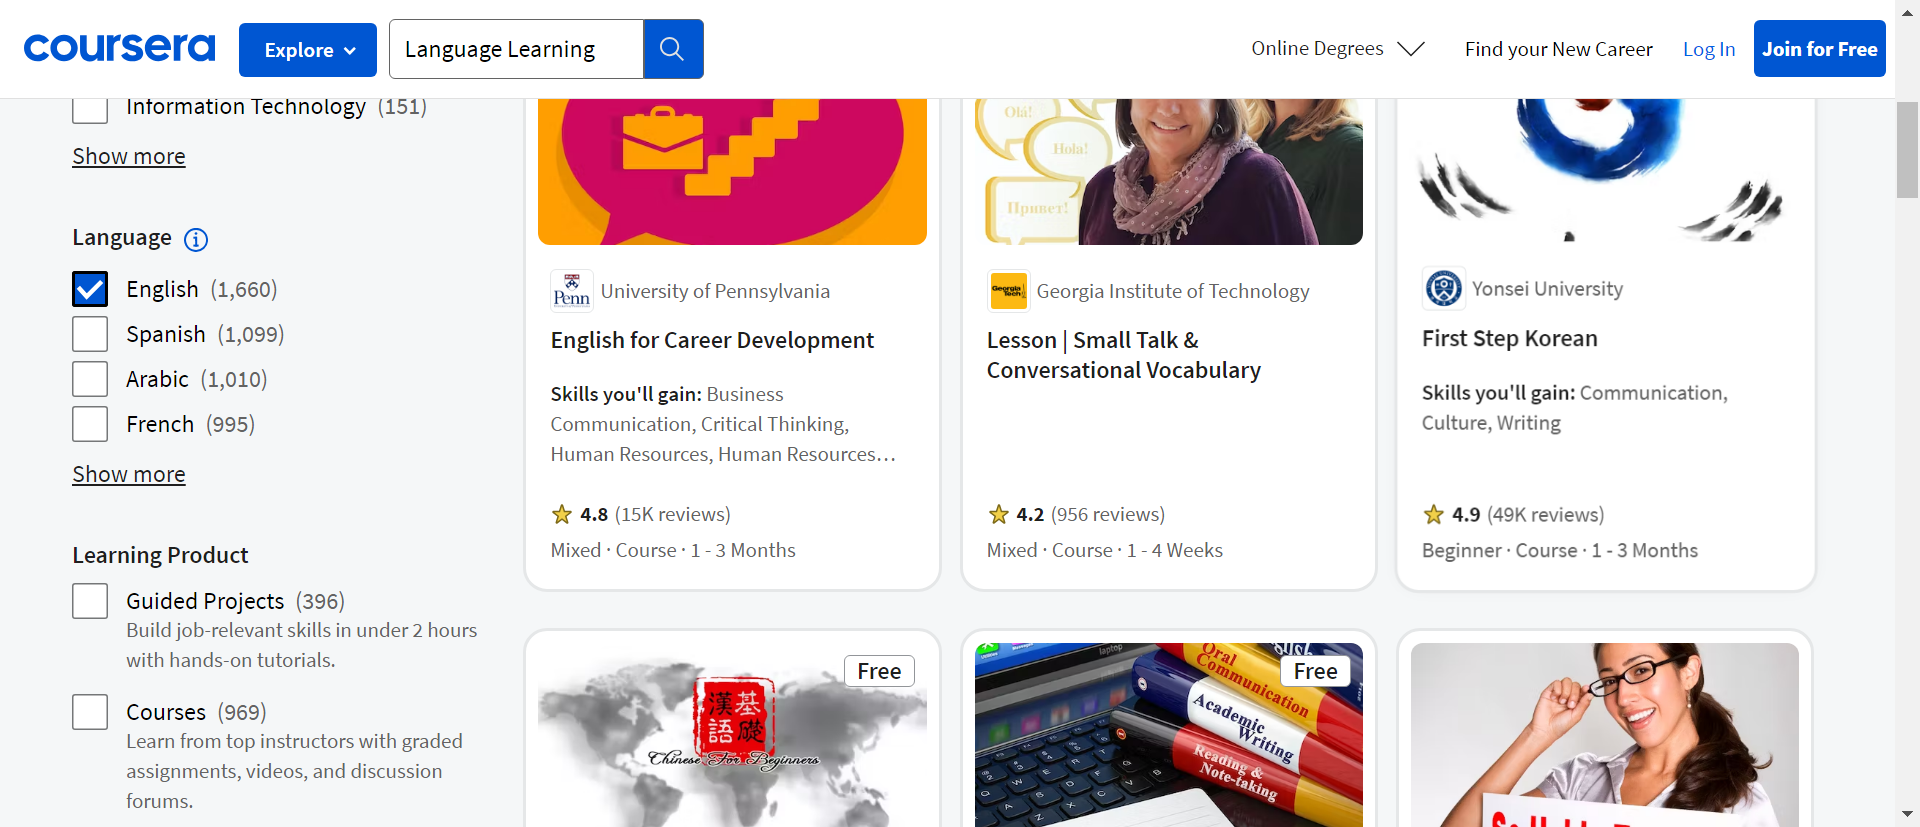 coursera
Explore
Language Learning
Online Degrees
Find your New Career
Log In
Join for Free
Information Technology (151)
Show more
Language
English (1,660)
Spanish (1,099)
Arabic (1,010)
French (995)
Show more
Learning Product
Guided Projects (396)
Build job-relevant skills in under 2 hours
with hands-on tutorials.
Courses (969)
Learn from top instructors with graded
assignments, videos, and discussion
forums.
Penn
University of Pennsylvania
English for Career Development
Skills you'll gain: Business
Communication, Critical Thinking,
Human Resources, Human Resources…
4.8 (15K reviews)
Mixed · Course · 1 - 3 Months
Olá!
Hola!
Привет!
Georgia Tech
Georgia Institute of Technology
Lesson | Small Talk &
Conversational Vocabulary
4.2 (956 reviews)
Mixed · Course · 1 - 4 Weeks
Yonsei University
First Step Korean
Skills you'll gain: Communication,
Culture, Writing
4.9 (49K reviews)
Beginner · Course · 1 - 3 Months
Free
漢語
基礎
Chinese For Beginners
Free
laptop
Oral
Communication
Academic
Writing
Reading &
Note-taking